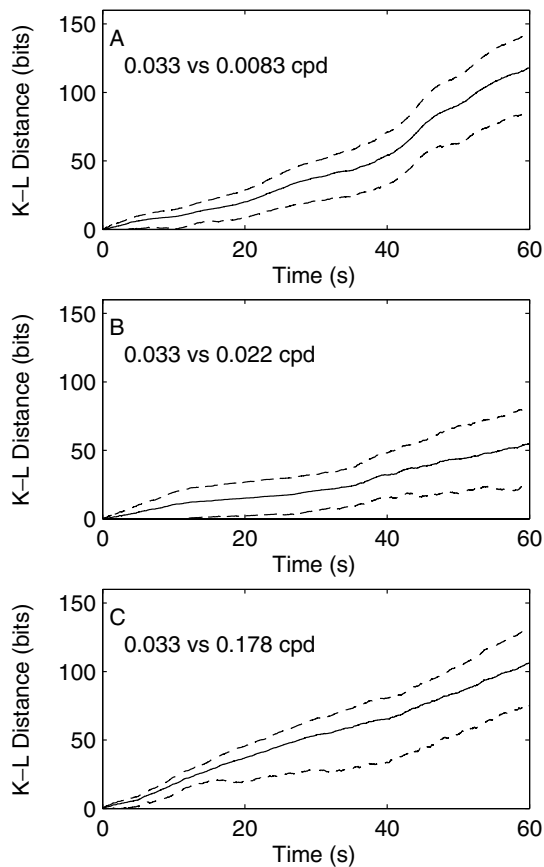 A
0.033 vs 0.0083 cpd
K–L Distance (bits)
150
100
50
0
0 20 40 60
Time (s)
B
0.033 vs 0.022 cpd
K–L Distance (bits)
150
100
50
0
0 20 40 60
Time (s)
C
0.033 vs 0.178 cpd
K–L Distance (bits)
150
100
50
0
0 20 40 60
Time (s)